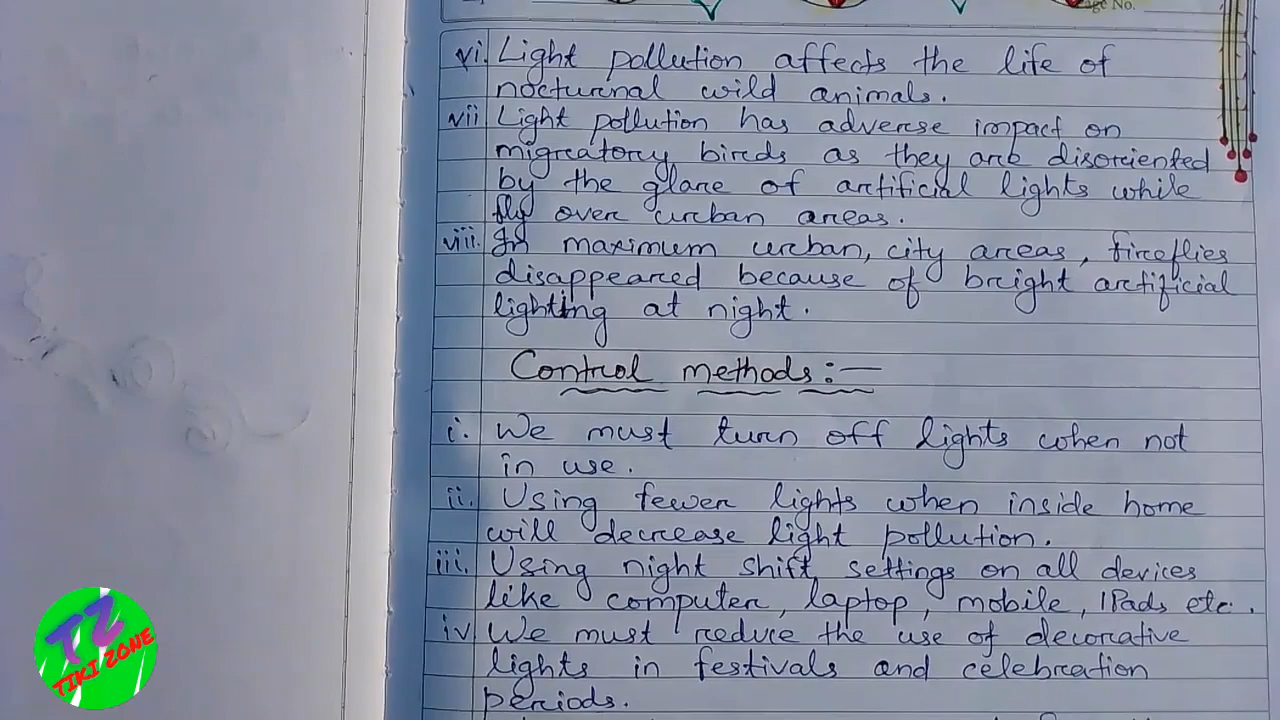 age No.
vi. Light pollution affects the life of
nocturnal wild animals.
vii Light pollution has adverse impact on
migreatory birds as they are disoriented
by the glare of artificial lights while
fly over urban areas.
viii. In maximum urban, city areas, fireflies
disappeared because of bright artificial
lighting at night.
Control methods:—
i. We must turn off lights when not
in use.
ii. Using fewer lights when inside home
will decrease light pollution.
iii. Using night shift settings on all devices
like computer, laptop, mobile, IPads etc.
iv We must reduce the use of decorative
lights in festivals and celebration
periods.
TZ
TIKI ZONE